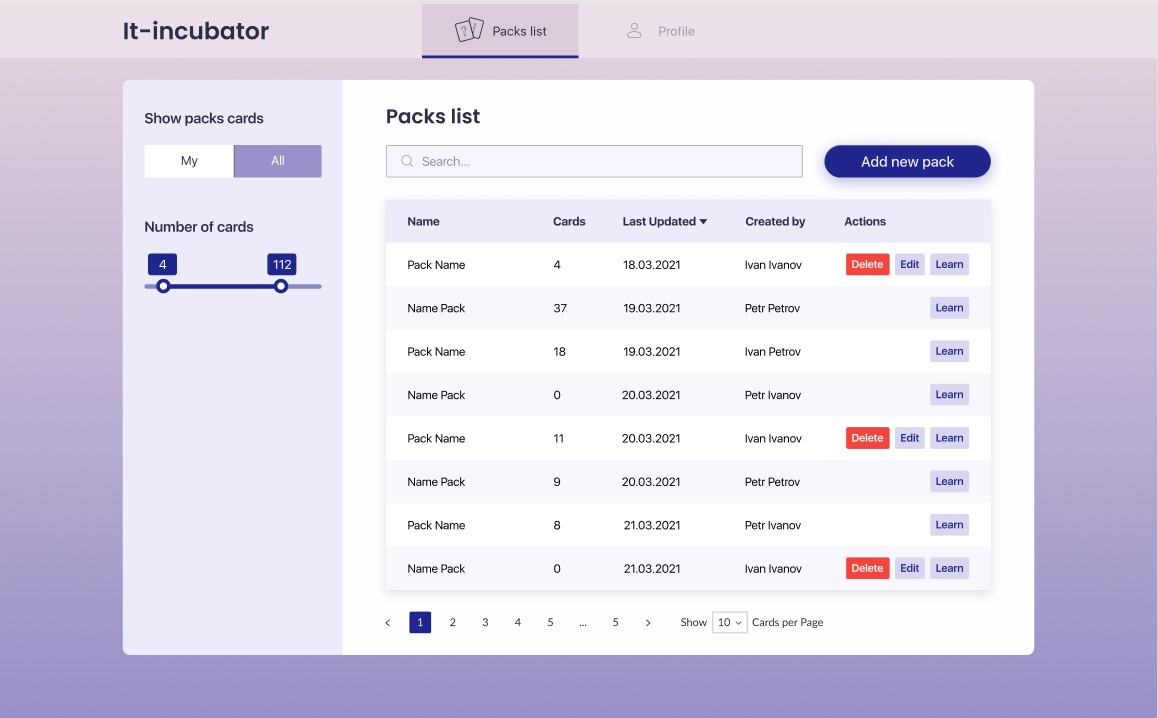 It-incubator
Packs list
Profile
Show packs cards
My All
Number of cards
4 112
Packs list
Search...
Add new pack
Name Cards Last Updated Created by Actions
Pack Name 4 18.03.2021 Ivan Ivanov Delete Edit Learn
Name Pack 37 19.03.2021 Petr Petrov Learn
Pack Name 18 19.03.2021 Ivan Petrov Learn
Name Pack 0 20.03.2021 Petr Ivanov Learn
Pack Name 11 20.03.2021 Ivan Ivanov Delete Edit Learn
Name Pack 9 20.03.2021 Petr Petrov Learn
Pack Name 8 21.03.2021 Petr Ivanov Learn
Name Pack 0 21.03.2021 Ivan Ivanov Delete Edit Learn
< 1 2 3 4 5 ... 5 > Show 10 Cards per Page